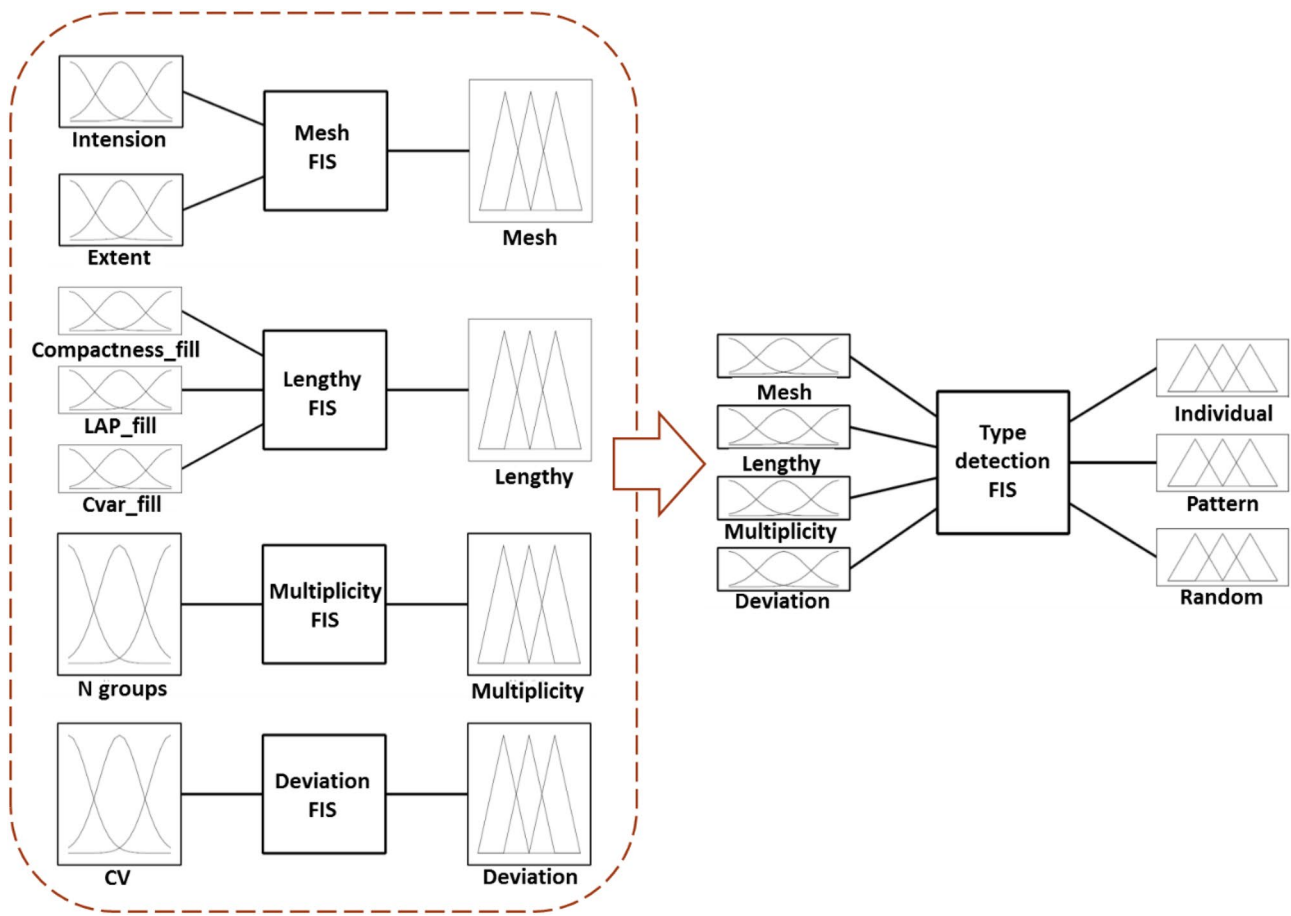 Intension
Mesh
FIS
Extent
Mesh
Compactness_fill
LAP_fill
Cvar_fill
Lengthy
FIS
Lengthy
N groups
Multiplicity
FIS
Multiplicity
CV
Deviation
FIS
Deviation
Mesh
Lengthy
Multiplicity
Deviation
Type
detection
FIS
Individual
Pattern
Random